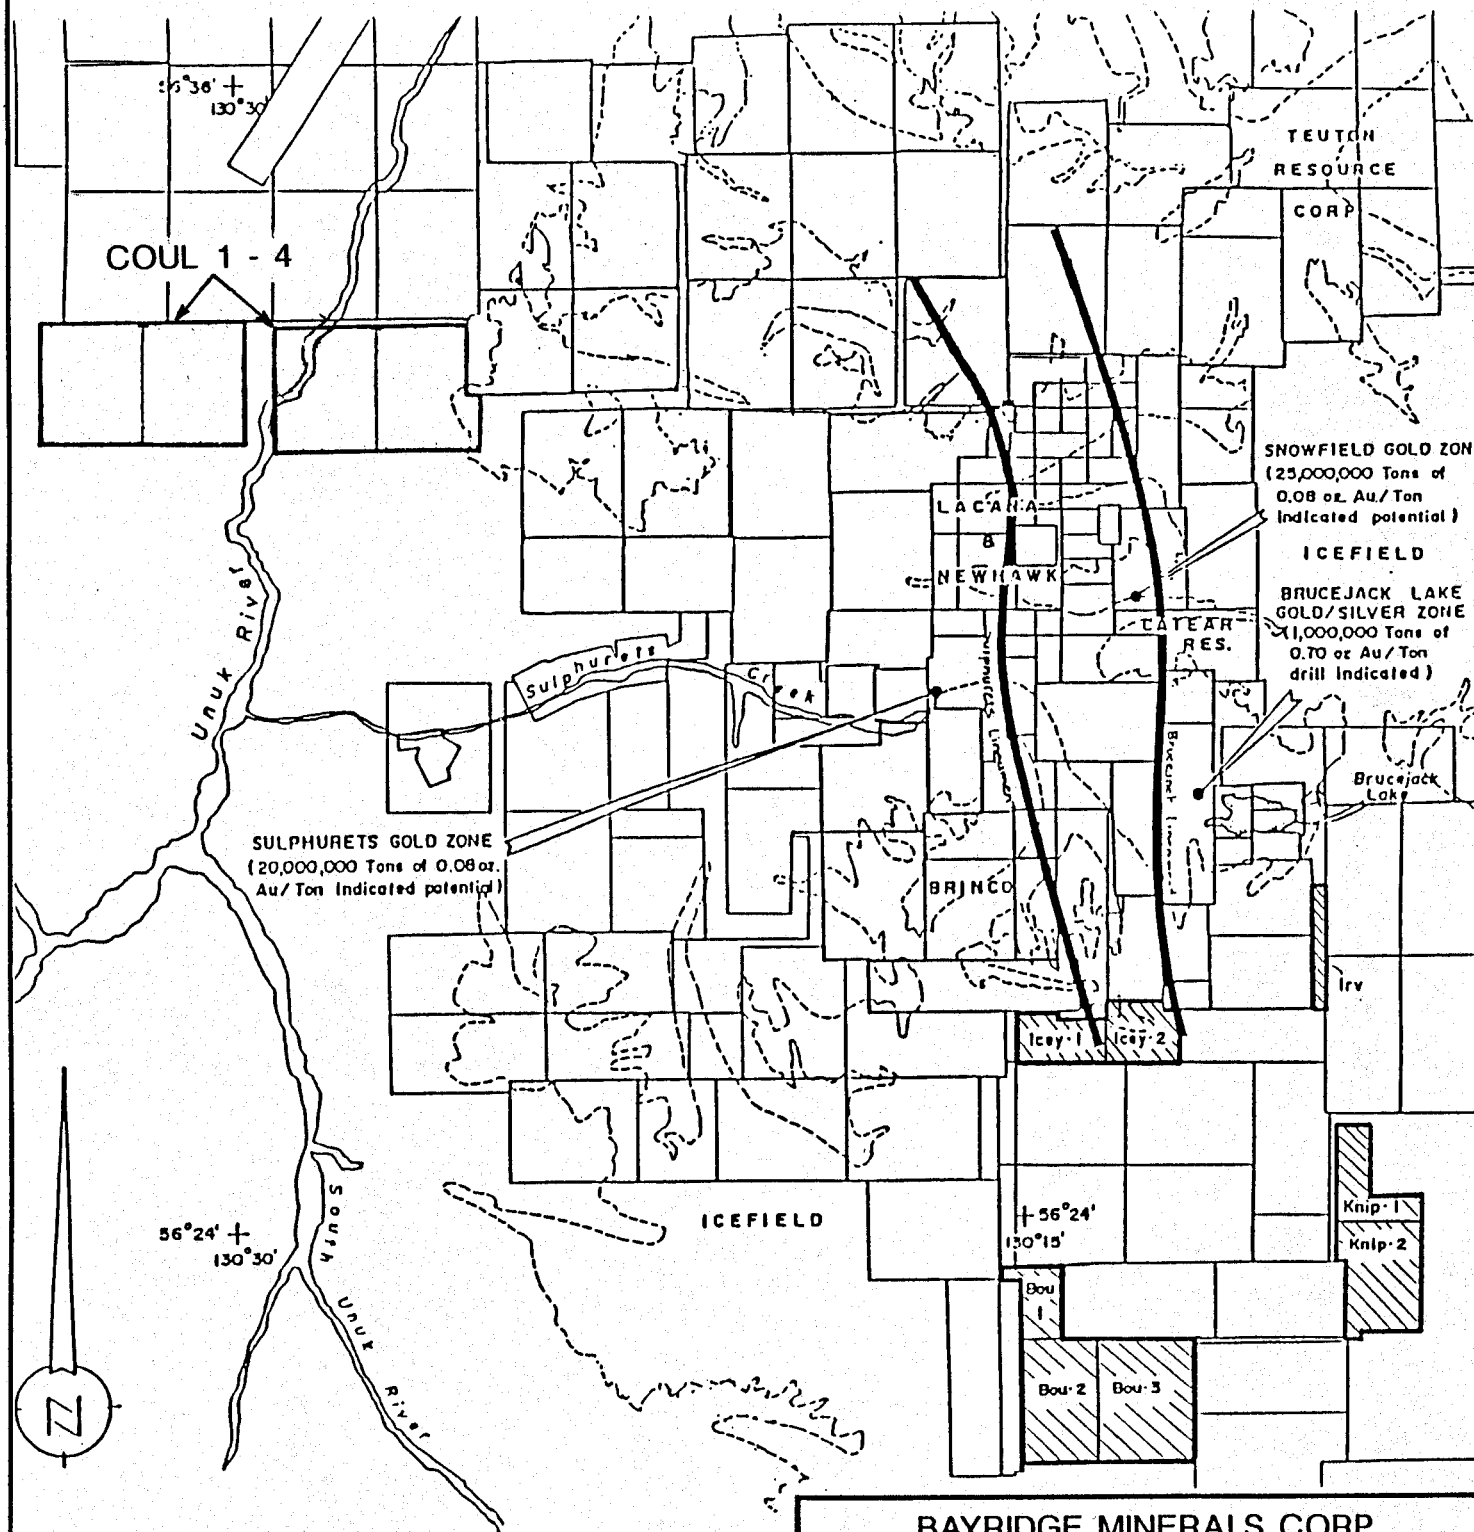 56°36'
130°30'
COUL 1 - 4
TEUTON
RESOURCE
CORP
SNOWFIELD GOLD ZON
(25,000,000 Tons of
0.08 oz. Au./Ton
Indicated potential)
ICEFIELD
LACANA
&
NEWHAWK
BRUCEJACK LAKE
GOLD/SILVER ZONE
(1,000,000 Tons of
0.70 oz Au/Ton
drill Indicated)
CATEAR
RES.
Unuk River
Sulphurets
Creek
Sulphurets Lineament
Brucejack Lineament
Brucejack
Lake
SULPHURETS GOLD ZONE
(20,000,000 Tons of 0.08 oz.
Au/Ton Indicated potential)
BRINCO
Irv
Icey-1
Icey-2
South
Unuk
River
ICEFIELD
56°24'
130°30'
56°24'
130°15'
Knip-1
Knip-2
Bou
1
Bou-2
Bou-3
N
BAYRIDGE MINERALS CORP